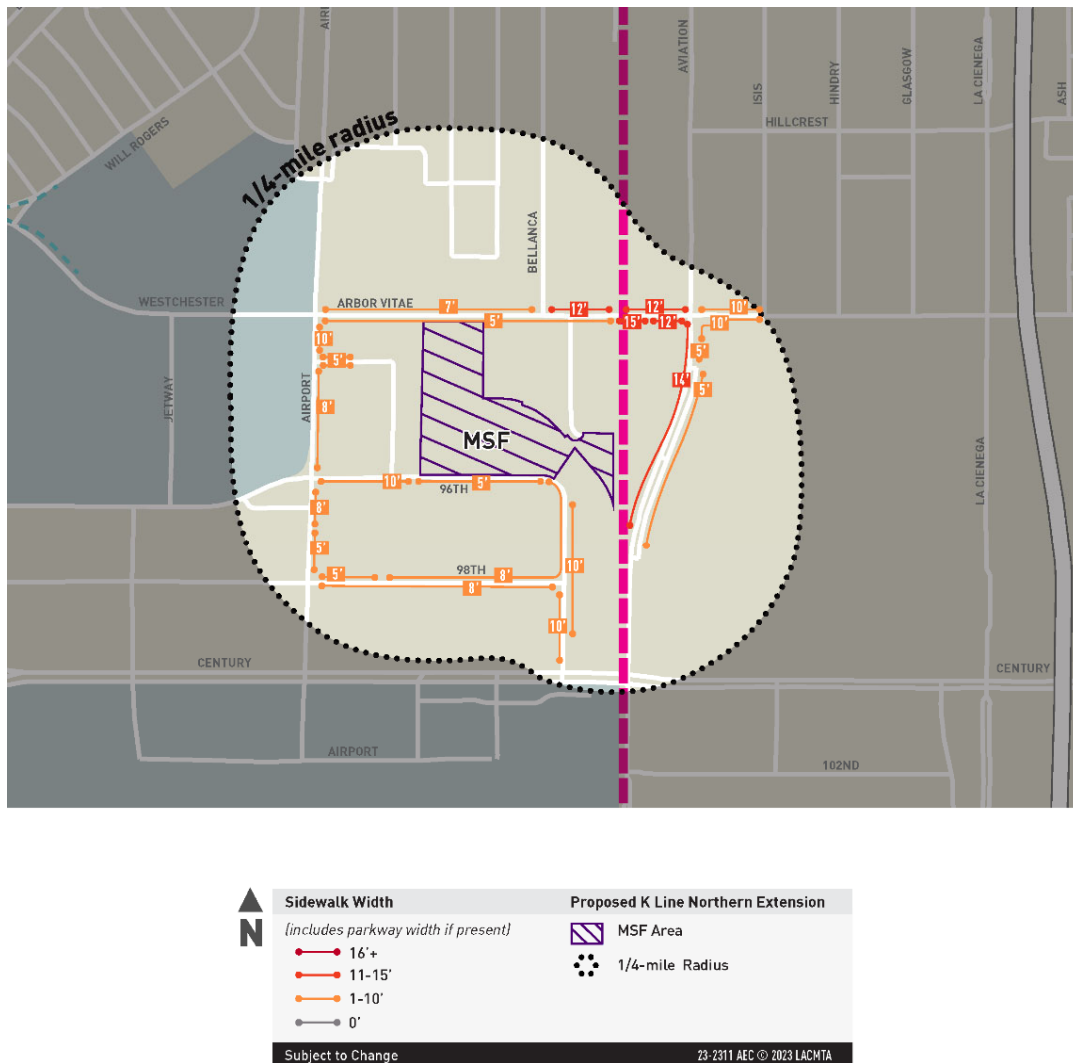 AIRP
AVIATION
ISIS
HINDRY
GLASGOW
LA CIENEGA
ASH
HILLCREST
WILL ROGERS
1/4-mile radius
BELLANCA
WESTCHESTER
ARBOR VITAE
7'
12'
12'
10'
5'
15'
12'
10'
10'
5'
5'
5'
JETWAY
AIRPORT
8'
14'
MSF
LA CIENEGA
10'
96TH
5'
8'
5'
10'
98TH
5'
8'
8'
10'
CENTURY
CENTURY
AIRPORT
102ND
N
Sidewalk Width
(includes parkway width if present)
16'+
11-15'
1-10'
0'
Proposed K Line Northern Extension
MSF Area
1/4-mile Radius
Subject to Change
23-2311 AEC © 2023 LACMTA